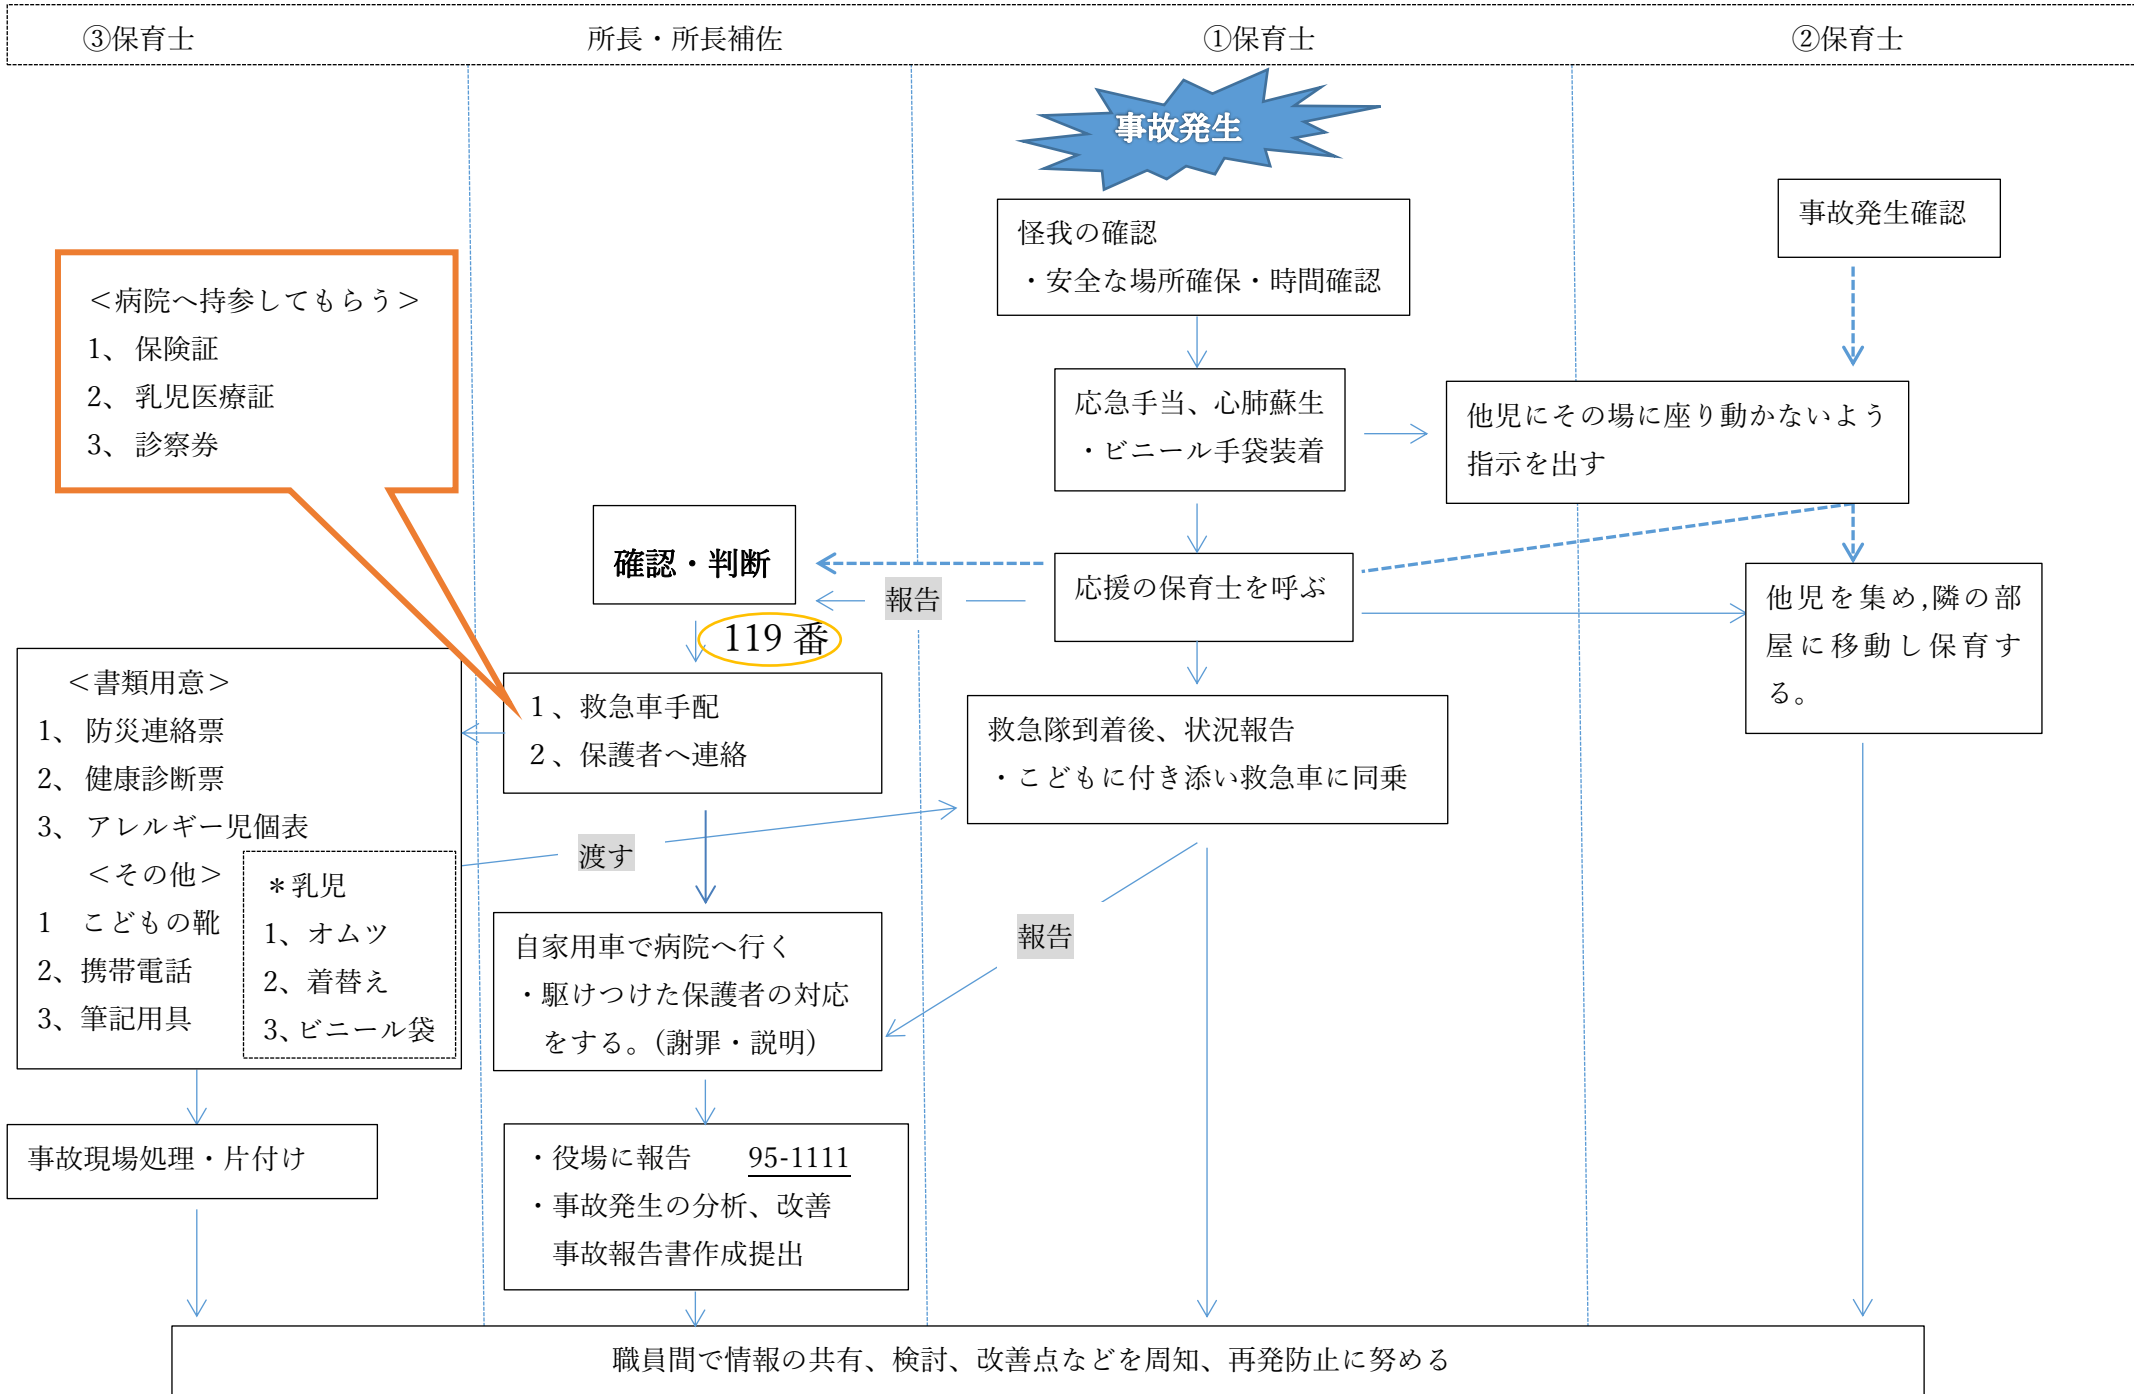 ③保育士
所長・所長補佐
①保育士
②保育士
事故発生
事故発生確認
怪我の確認
・安全な場所確保・時間確認
<病院へ持参してもらう>
1、保険証
2、乳児医療証
3、診察券
応急手当、心肺蘇生
・ビニール手袋装着
他児にその場に座り動かないよう
指示を出す
確認・判断
報告
応援の保育士を呼ぶ
他児を集め,隣の部
屋に移動し保育す
る。
119 番
1、救急車手配
2、保護者へ連絡
救急隊到着後、状況報告
・こどもに付き添い救急車に同乗
<書類用意>
1、防災連絡票
2、健康診断票
3、アレルギー児個表
<その他>
1 こどもの靴
2、携帯電話
3、筆記用具
*乳児
1、オムツ
2、着替え
3、ビニール袋
渡す
報告
自家用車で病院へ行く
・駆けつけた保護者の対応
をする。(謝罪・説明)
事故現場処理・片付け
・役場に報告 95-1111
・事故発生の分析、改善
事故報告書作成提出
職員間で情報の共有、検討、改善点などを周知、再発防止に努める